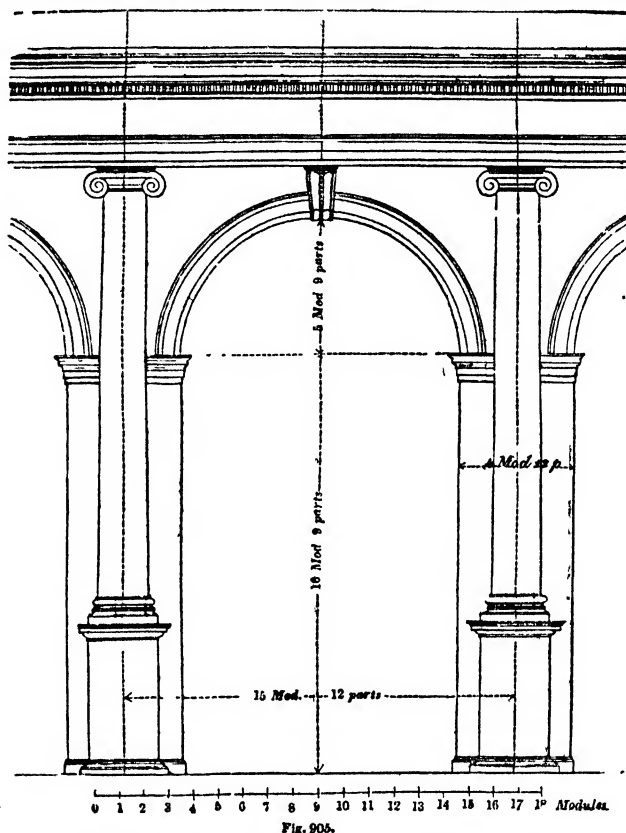 5 Mod 9 parts
4 Mod 12 p.
16 Mod 9 parts
15 Mod. 12 parts
0 1 2 3 4 5 6 7 8 9 10 11 12 13 14 15 16 17 18 Modules.
Fig. 905.